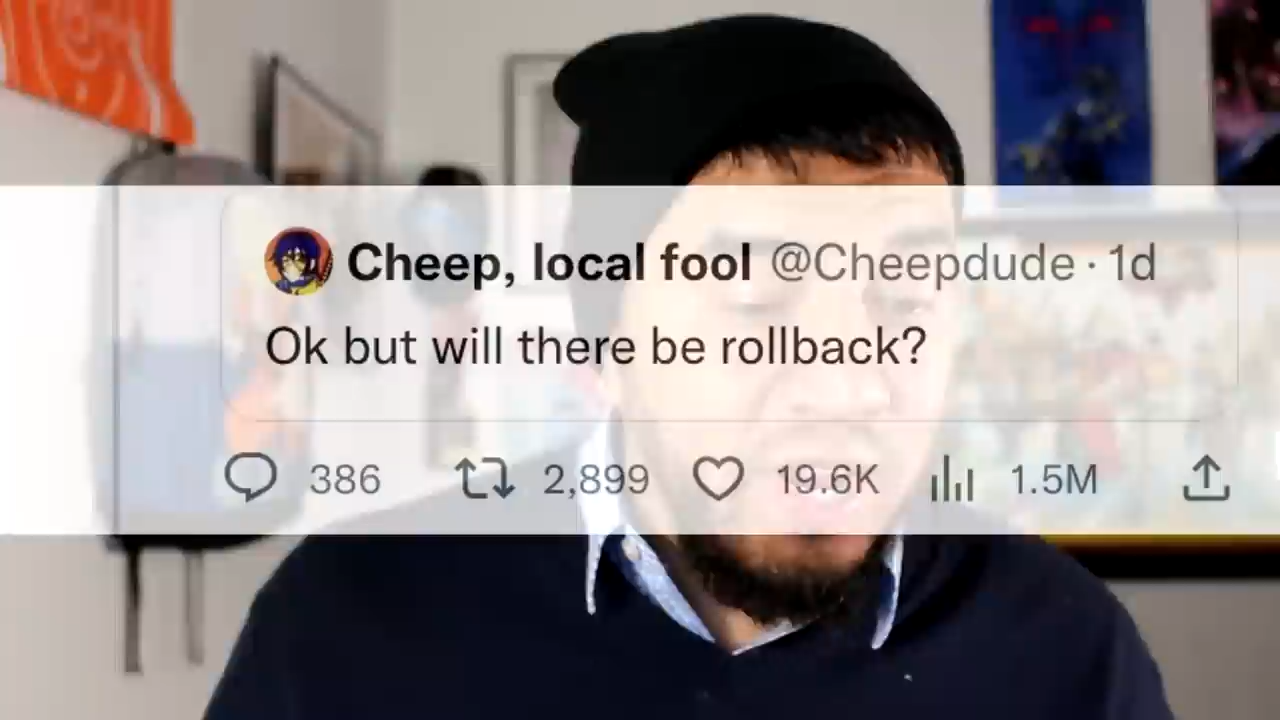 Cheep, local fool @Cheepdude · 1d
Ok but will there be rollback?
386 2,899 19.6K 1.5M